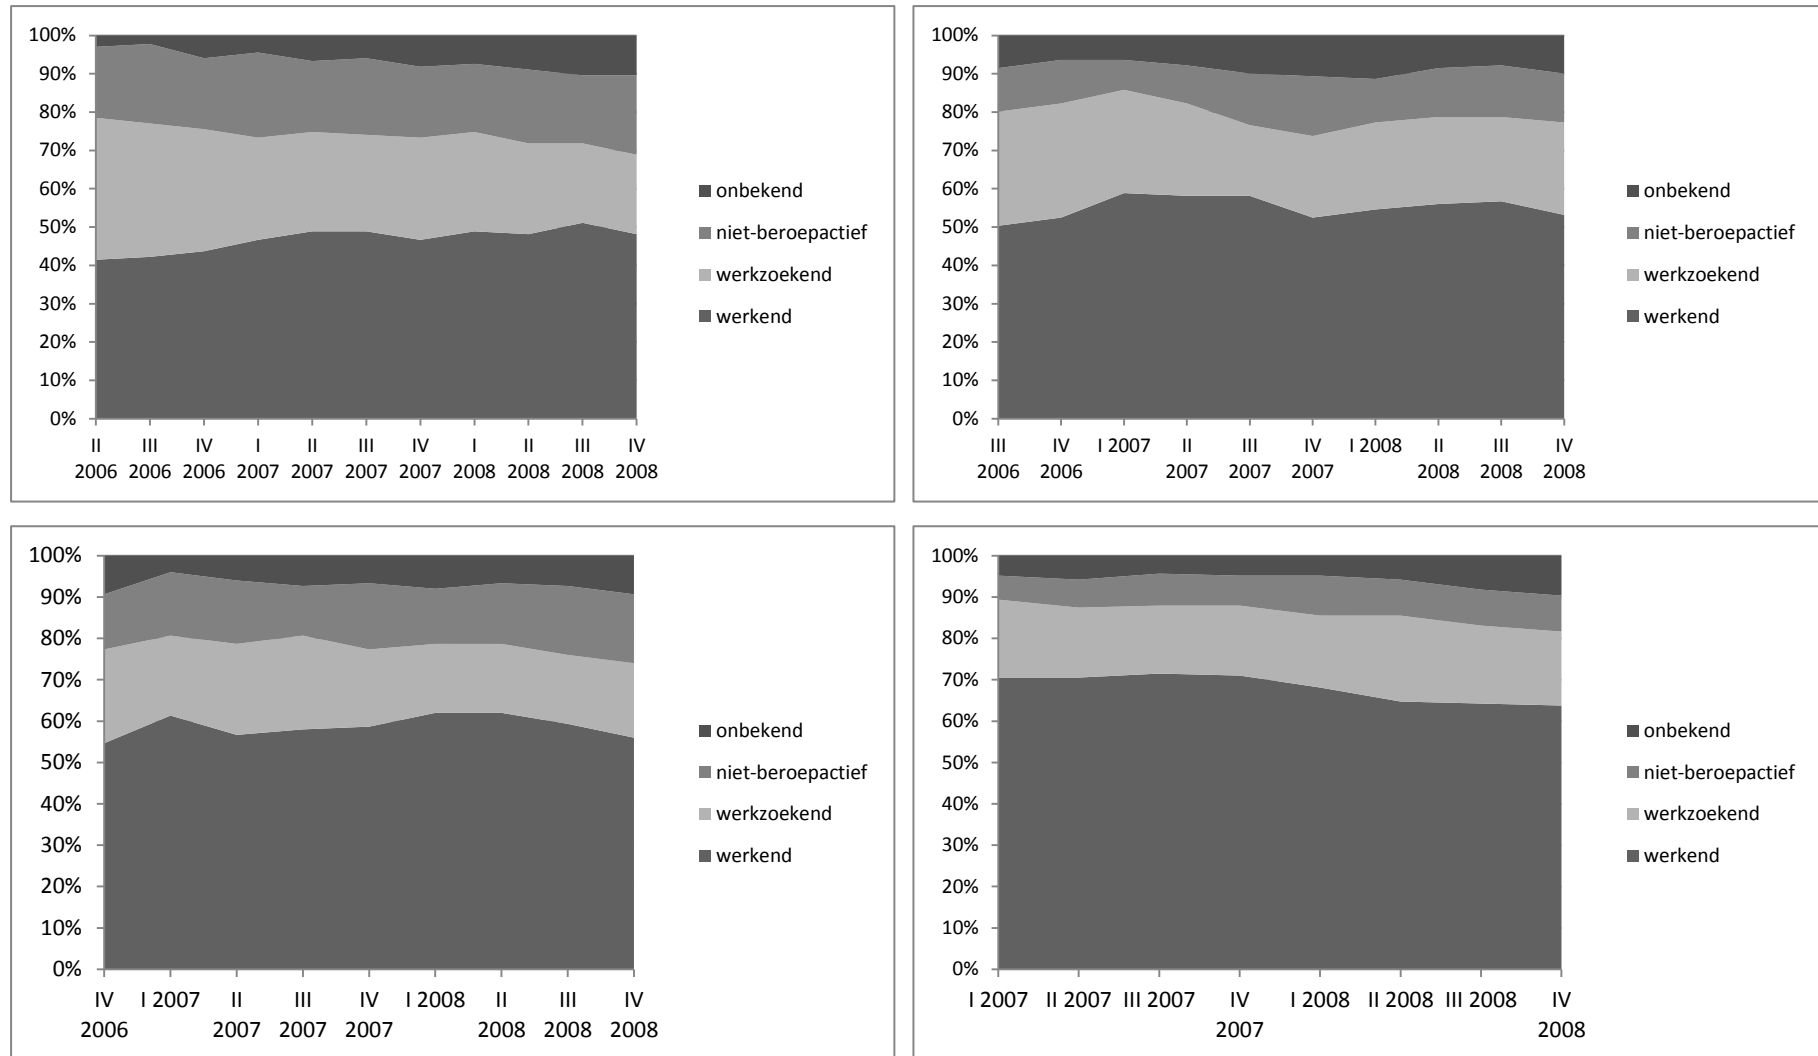 100%
90%
80%
70%
60%
50%
40%
30%
20%
10%
0%
II III IV I II III IV I II III IV
2006 2006 2006 2007 2007 2007 2007 2008 2008 2008 2008
onbekend
niet-beroepactief
werkzoekend
werkend
100%
90%
80%
70%
60%
50%
40%
30%
20%
10%
0%
III IV I 2007 II III IV I 2008 II III IV
2006 2006 2007 2007 2007 2008 2008 2008
onbekend
niet-beroepactief
werkzoekend
werkend
100%
90%
80%
70%
60%
50%
40%
30%
20%
10%
0%
IV I 2007 II III IV I 2008 II III IV
2006 2007 2007 2007 2008 2008 2008
onbekend
niet-beroepactief
werkzoekend
werkend
100%
90%
80%
70%
60%
50%
40%
30%
20%
10%
0%
I 2007 II 2007 III 2007 IV I 2008 II 2008 III 2008 IV
2007 2008
onbekend
niet-beroepactief
werkzoekend
werkend